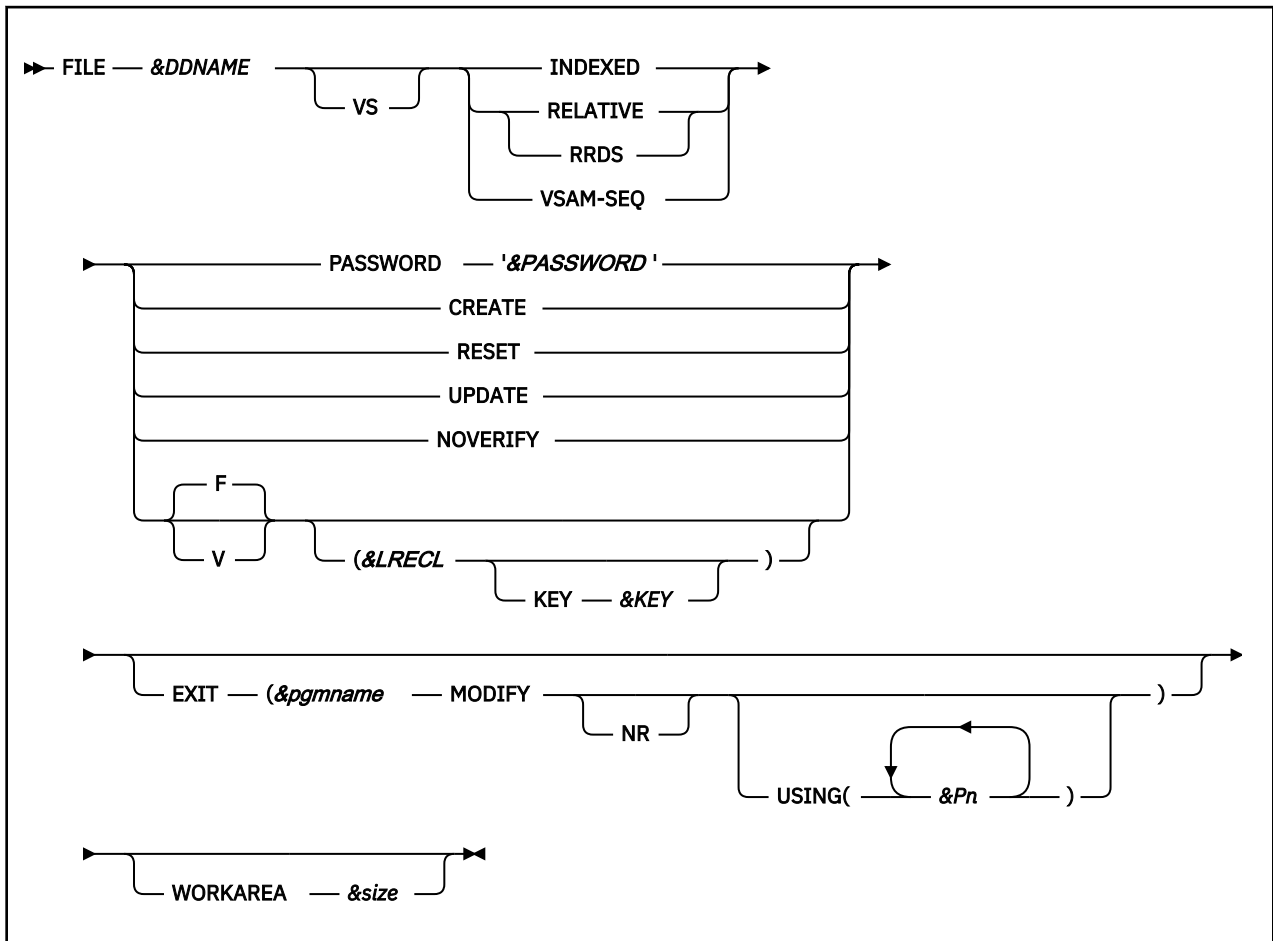 FILE &DDNAME VS INDEXED
RELATIVE
RRDS
VSAM-SEQ
PASSWORD '&PASSWORD '
CREATE
RESET
UPDATE
NOVERIFY
F
V (&LRECL KEY &KEY )
EXIT (&pgmname MODIFY NR USING( &Pn ) )
WORKAREA &size